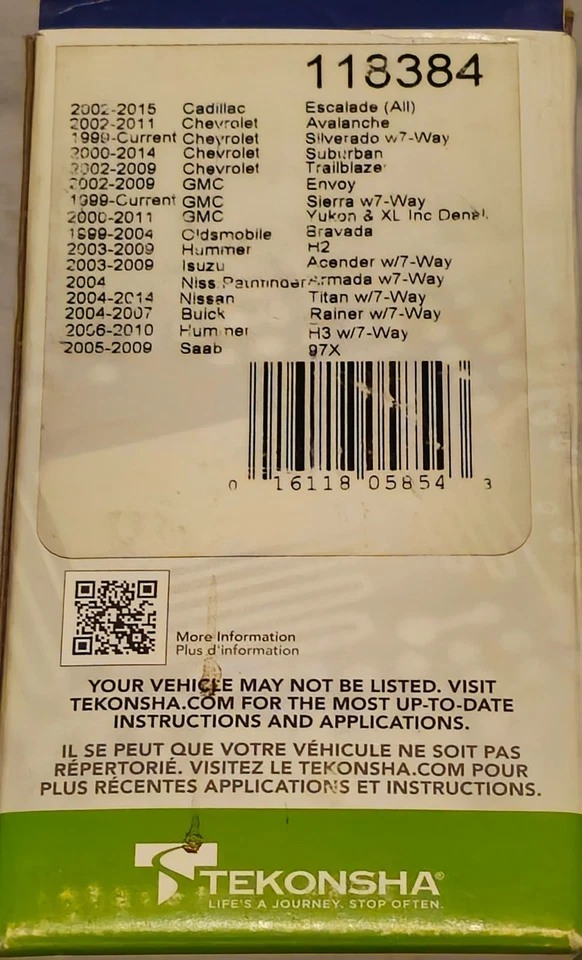 118384
2002-2015 Cadillac Escalade (All)
2002-2011 Chevrolet Avalanche
1999-Current Chevrolet Silverado w7-Way
2000-2014 Chevrolet Suburban
2002-2009 Chevrolet Trailblazer
2002-2009 GMC Envoy
1999-Current GMC Sierra w7-Way
2000-2011 GMC Yukon & XL Inc Denal
1999-2004 Oldsmobile Bravada
2003-2009 Hummer H2
2003-2009 Isuzu Acender w/7-Way
2004 Niss Pathfinder Armada w7-Way
2004-2014 Nissan Titan w/7-Way
2004-2007 Buick Rainer w/7-Way
2006-2010 Hummer H3 w/7-Way
2005-2009 Saab 97X
0 16118 05854 3
More Information
Plus d'information
YOUR VEHICLE MAY NOT BE LISTED. VISIT
TEKONSHA.COM FOR THE MOST UP-TO-DATE
INSTRUCTIONS AND APPLICATIONS.
IL SE PEUT QUE VOTRE VÉHICULE NE SOIT PAS
RÉPERTORIÉ. VISITEZ LE TEKONSHA.COM POUR
PLUS RÉCENTES APPLICATIONS ET INSTRUCTIONS.
TEKONSHA®
LIFE'S A JOURNEY. STOP OFTEN.